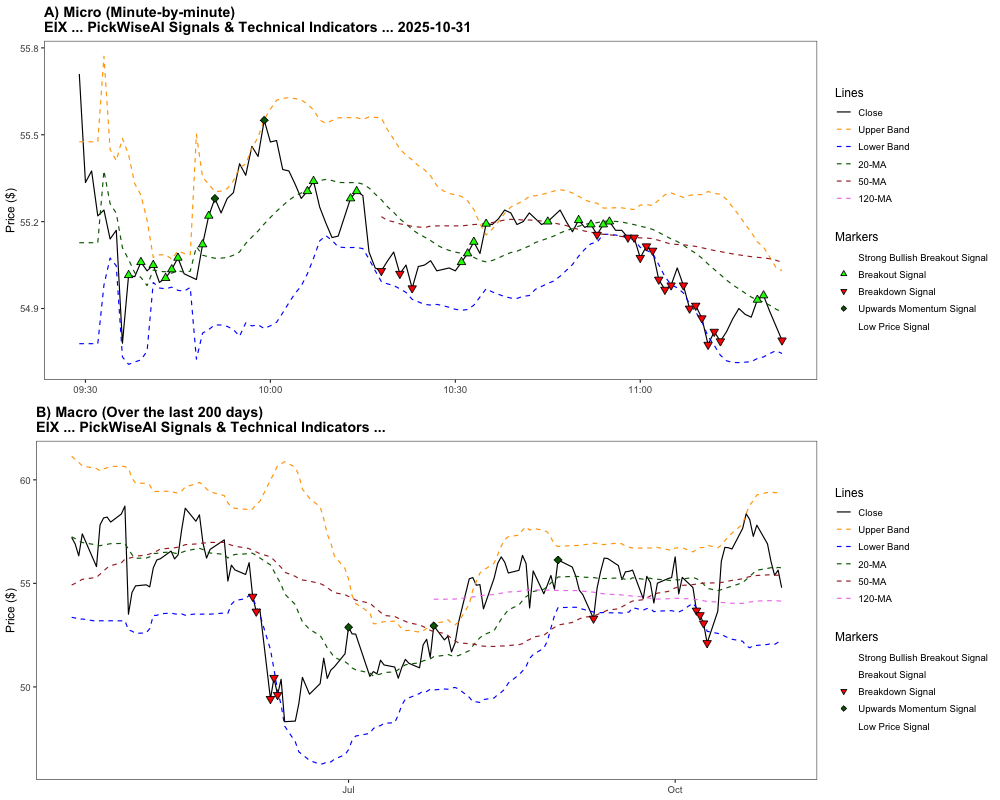 A) Micro (Minute-by-minute)
EIX ... PickWiseAI Signals & Technical Indicators ... 2025-10-31
Price ($)
55.8
55.5
55.2
54.9
09:30
10:00
10:30
11:00
Lines
Close
Upper Band
Lower Band
20-MA
50-MA
120-MA
Markers
Strong Bullish Breakout Signal
Breakout Signal
Breakdown Signal
Upwards Momentum Signal
Low Price Signal
B) Macro (Over the last 200 days)
EIX ... PickWiseAI Signals & Technical Indicators ...
Price ($)
60
55
50
Jul
Oct
Lines
Close
Upper Band
Lower Band
20-MA
50-MA
120-MA
Markers
Strong Bullish Breakout Signal
Breakout Signal
Breakdown Signal
Upwards Momentum Signal
Low Price Signal